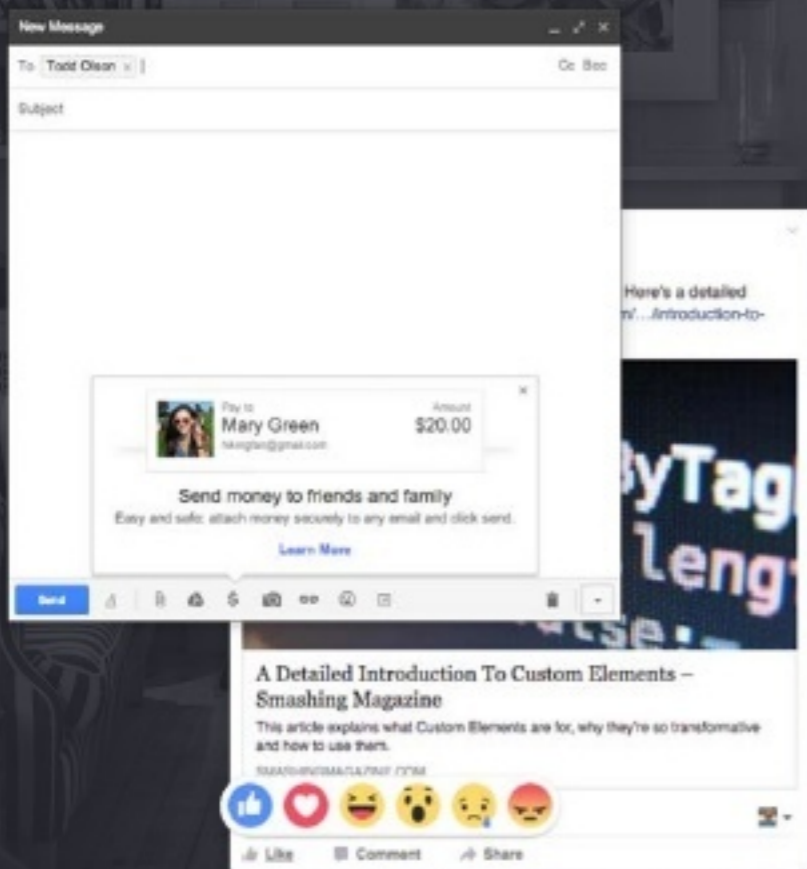 New Message
To Todd Olson × Cc Bcc
Subject
Pay to
Mary Green
Amount
$20.00
Send money to friends and family
Easy and safe: attach money securely to any email and click send.
Learn More
Send
Here's a detailed
m/.../introduction-to-
ByTag
leng
A Detailed Introduction To Custom Elements –
Smashing Magazine
This article explains what Custom Elements are for, why they're so transformative
and how to use them.
SMASHINGMAGAZINE.COM
Like Comment Share